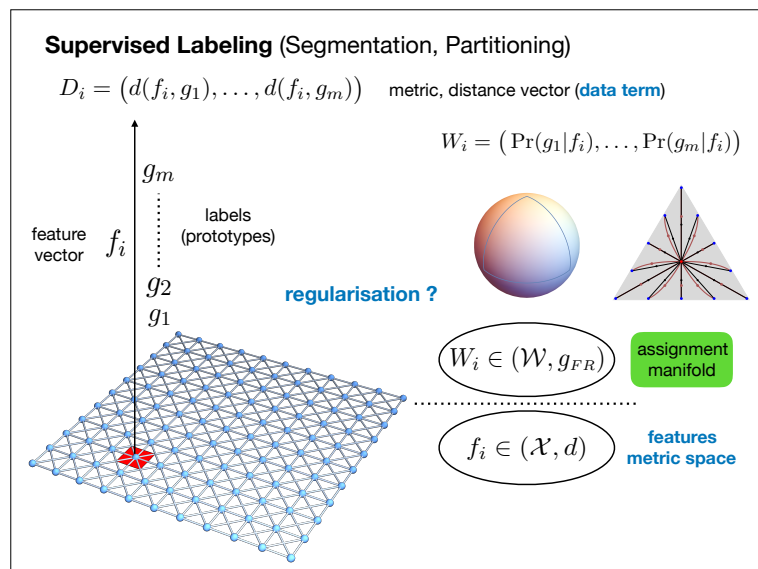 Supervised Labeling (Segmentation, Partitioning)
D_i = (d(f_i, g_1), . . . , d(f_i, g_m)) metric, distance vector (data term)
W_i = ( Pr(g_1|f_i), . . . , Pr(g_m|f_i))
g_m
feature
vector
f_i
labels
(prototypes)
g_2
g_1
regularisation ?
W_i ∈ (𝒲, g_FR)
assignment
manifold
f_i ∈ (𝒳, d)
features
metric space